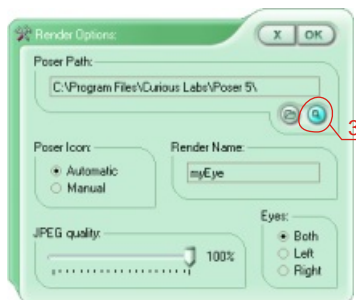 Render Options:
X OK
Poser Path:
C:\Program Files\Curious Labs\Poser 5\
3
Poser Icon:
Render Name:
Automatic
myEye
Manual
Eyes:
JPEG quality:
Both
100%
Left
Right